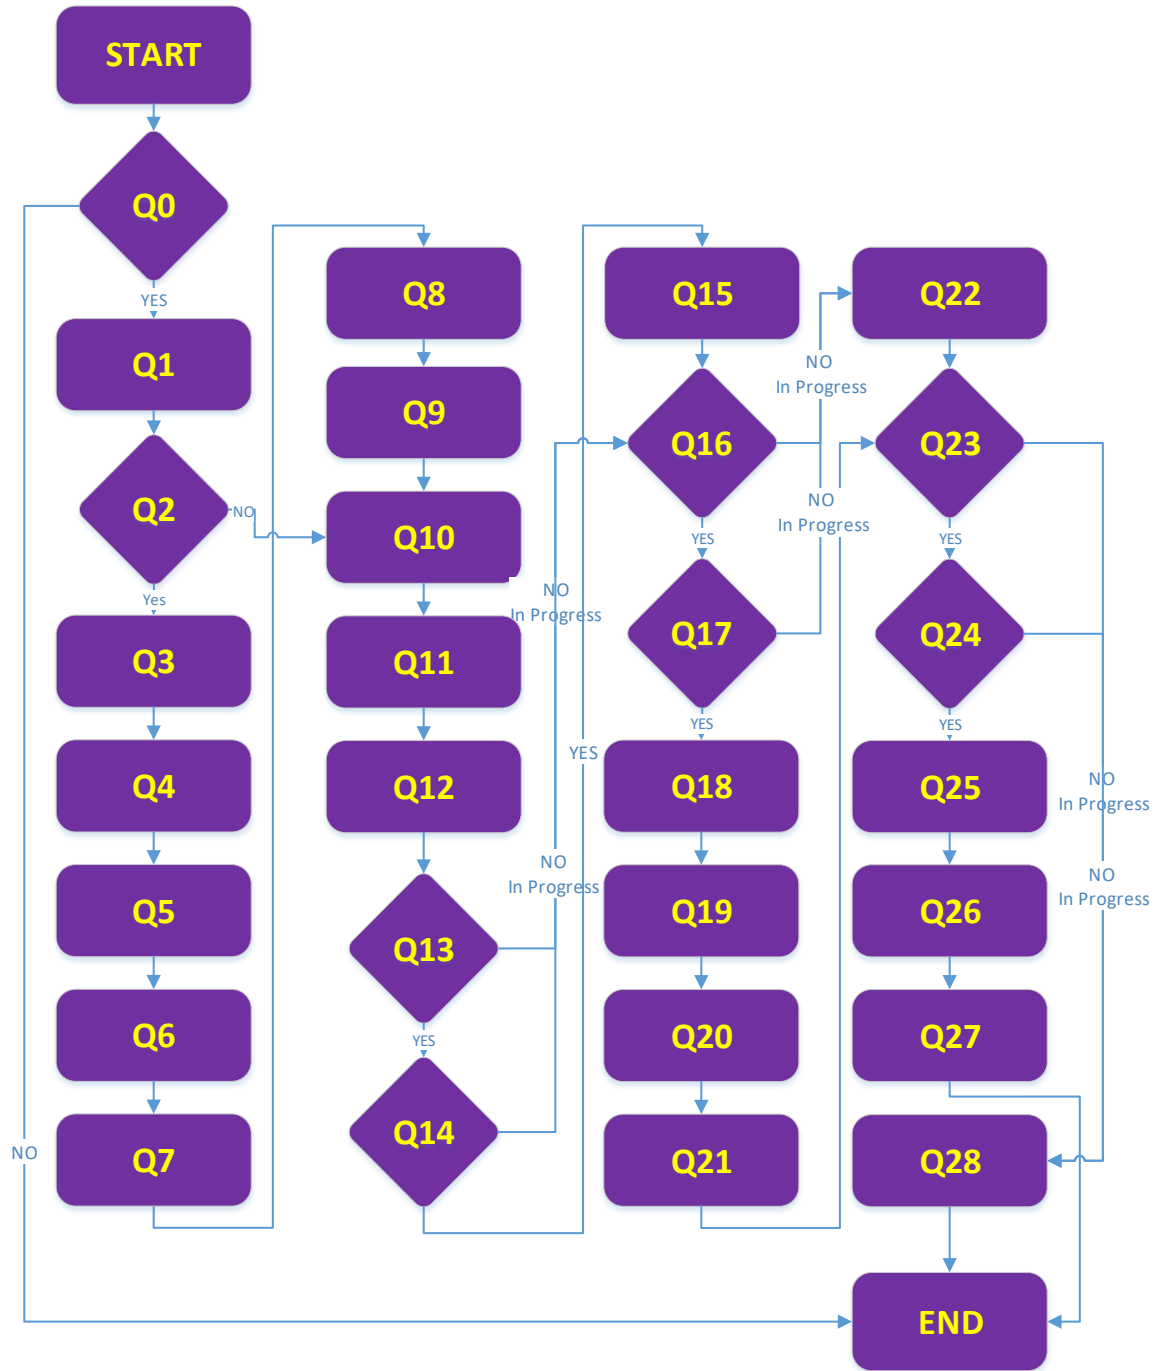 START
Q0
YES
Q1
Q2
NO
Yes
Q3
Q4
Q5
Q6
Q7
NO
Q8
Q9
Q10
NO
In Progress
Q11
Q12
NO
In Progress
Q13
YES
Q14
YES
Q15
NO
In Progress
Q16
NO
In Progress
YES
Q17
YES
Q18
Q19
Q20
Q21
Q22
Q23
YES
Q24
YES
Q25
NO
In Progress
Q26
NO
In Progress
Q27
Q28
END